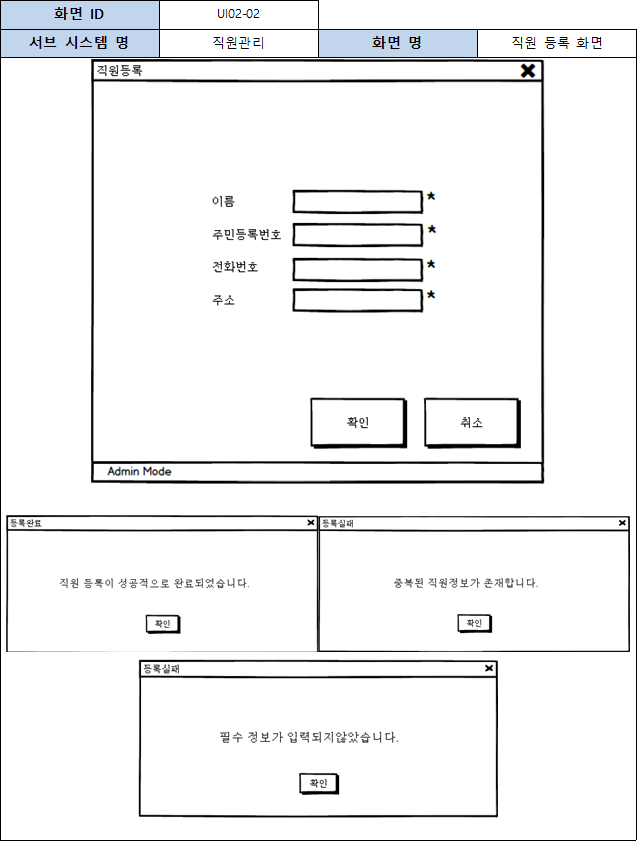 화면 ID UI02-02
서브 시스템 명 직원관리 화면 명 직원 등록 화면
직원등록
이름 *
주민등록번호 *
전화번호 *
주소 *
확인 취소
Admin Mode
등록완료
직원 등록이 성공적으로 완료되었습니다.
확인
등록실패
중복된 직원정보가 존재합니다.
확인
등록실패
필수 정보가 입력되지않았습니다.
확인